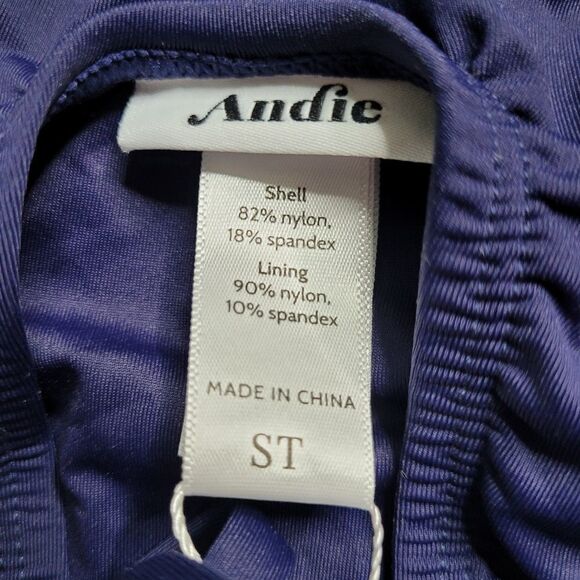 Andie
Shell
82% nylon,
18% spandex
Lining
90% nylon,
10% spandex
MADE IN CHINA
ST